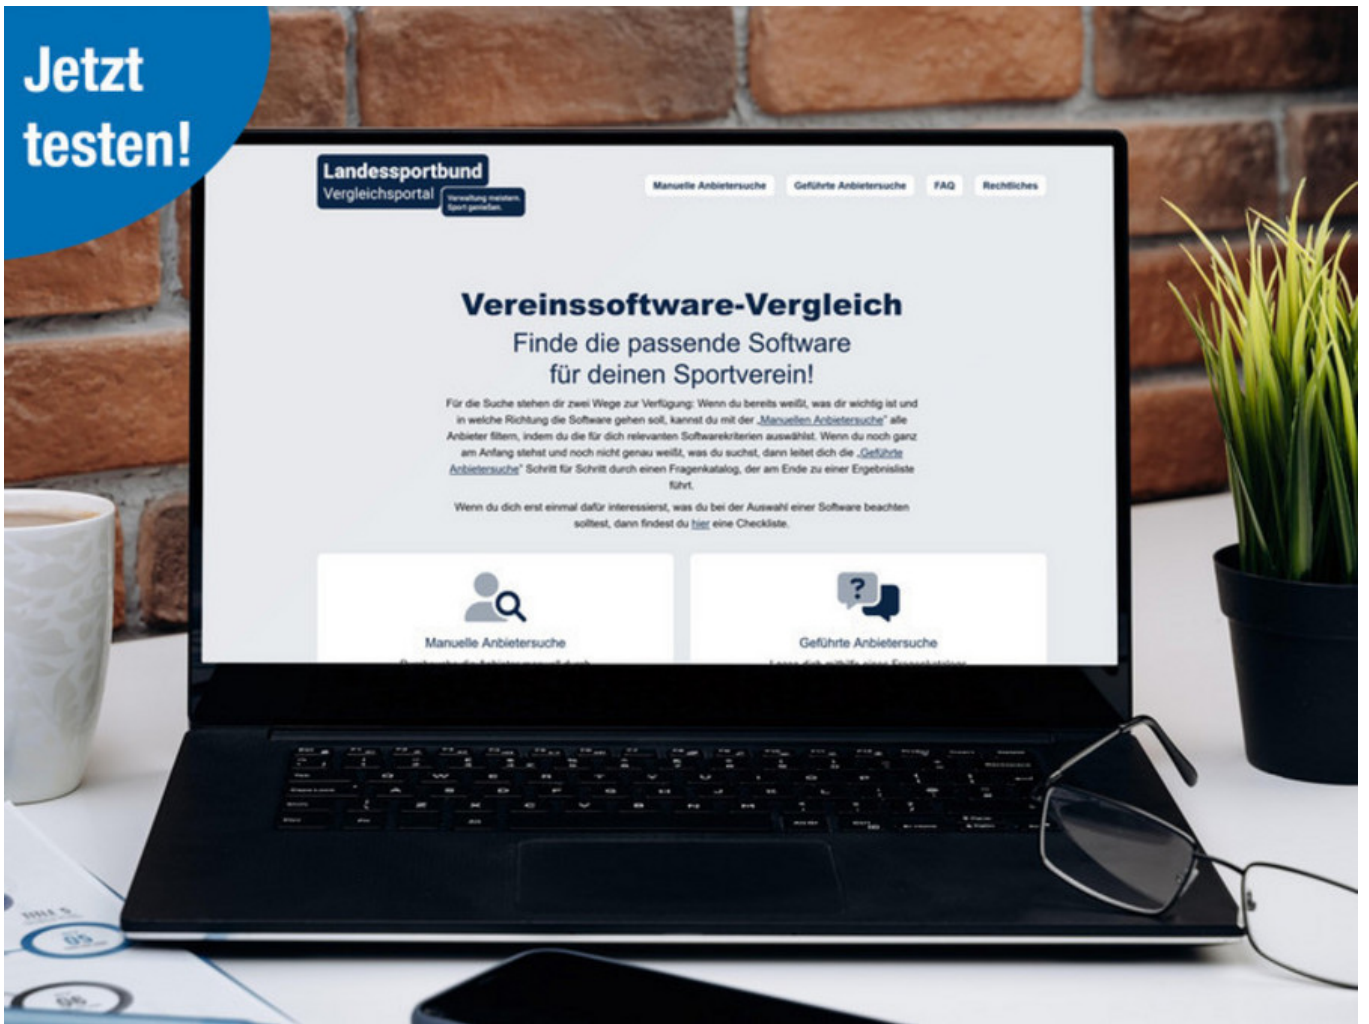 Jetzt
testen!
Landessportbund
Vergleichsportal
Verwaltung meistern.
Sport genießen.
Manuelle Anbietersuche
Geführte Anbietersuche
FAQ
Rechtliches
Vereinssoftware-Vergleich
Finde die passende Software
für deinen Sportverein!
Für die Suche stehen dir zwei Wege zur Verfügung: Wenn du bereits weißt, was dir wichtig ist und
in welche Richtung die Software gehen soll, kannst du mit der „Manuellen Anbietersuche“ alle
Anbieter filtern, indem du die für dich relevanten Softwarekriterien auswählst. Wenn du noch ganz
am Anfang stehst und noch nicht genau weißt, was du suchst, dann leitet dich die „Geführte
Anbietersuche“ Schritt für Schritt durch einen Fragenkatalog, der am Ende zu einer Ergebnisliste
führt.
Wenn du dich erst einmal dafür interessierst, was du bei der Auswahl einer Software beachten
solltest, dann findest du hier eine Checkliste.
?
Manuelle Anbietersuche
Geführte Anbietersuche
05
06